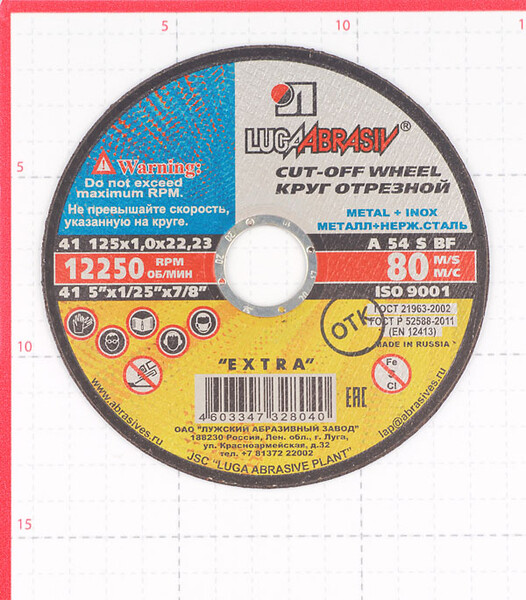 5
10
1
5
10
15
Л
LUGAABRASIV®
CUT-OFF WHEEL
КРУГ ОТРЕЗНОЙ
METAL + INOX
МЕТАЛЛ+НЕРЖ.СТАЛЬ
Warning:
Do not exceed
maximum RPM.
Не превышайте скорость,
указанную на круге.
41 125x1,0x22,23
A 54 S BF
12250 RPM
ОБ/МИН
80 M/S
М/С
41 5"x1/25"x7/8"
ISO 9001
ГОСТ 21963-2002
ГОСТ Р 52588-2011
(EN 12413)
MADE IN RUSSIA
ОТК
"EXTRA"
Fe
S
Cl
4 603347 328040
EAC
www.abrasives.ru
lap@abrasives.ru
ОАО "ЛУЖСКИЙ АБРАЗИВНЫЙ ЗАВОД"
188230 Россия, Лен. обл., г. Луга,
ул. Красноармейская, д.32
тел. +7 81372 22002
JSC "LUGA ABRASIVE PLANT"